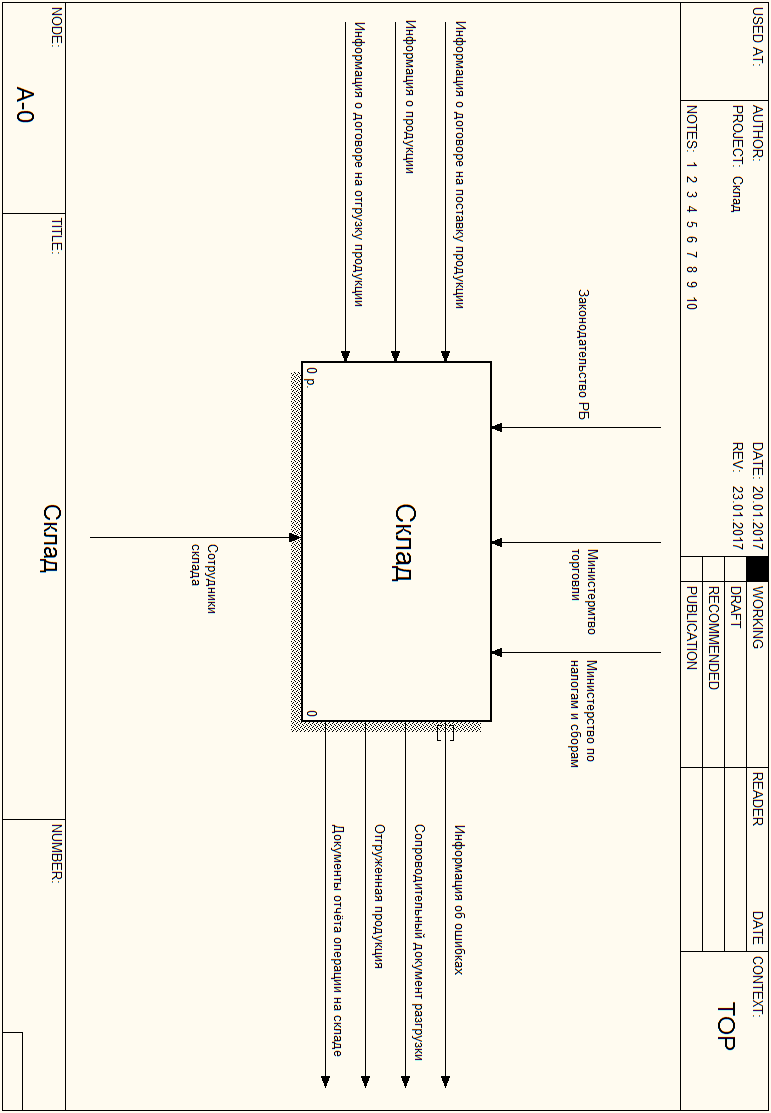 USED AT:
AUTHOR:
DATE: 20.01.2017
PROJECT: Склад
REV: 23.01.2017
NOTES: 1 2 3 4 5 6 7 8 9 10
WORKING
DRAFT
RECOMMENDED
PUBLICATION
READER
DATE
CONTEXT:
TOP
Законодательство РБ
Министермтво
торговли
Министерство по
налогам и сборам
Информация о договоре на поставку продукции
Информация о продукции
Информация о договоре на отгрузку продукции
Склад
0 р.
0
Информация об ошибках
Сопроводительный документ разгрузки
Отгруженная продукция
Документы отчёта операции на складе
Сотрудники
склада
NODE:
A-0
TITLE:
Склад
NUMBER: